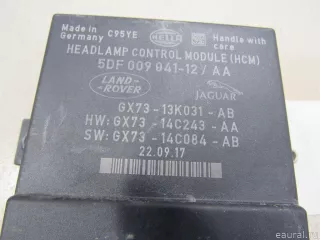 Made in Germany C95YE HELLA Handle with care
HEADLAMP CONTROL MODULE (HCM)
5DF 009 041-12 / AA
LAND-ROVER JAGUAR
GX73 - 13K031 - AB
HW: GX73 - 14C243 - AA
SW: GX73 - 14C084 - AB
22.09.17
eaural.ru